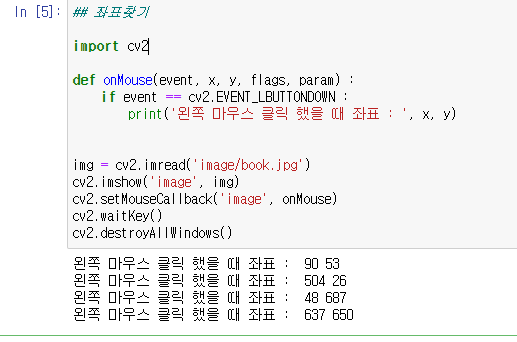 In [5]:
## 좌표찾기
import cv2
def onMouse(event, x, y, flags, param) :
if event == cv2.EVENT_LBUTTONDOWN :
print('왼쪽 마우스 클릭 했을 때 좌표 : ', x, y)
img = cv2.imread('image/book.jpg')
cv2.imshow('image', img)
cv2.setMouseCallback('image', onMouse)
cv2.waitKey()
cv2.destroyAllWindows()
왼쪽 마우스 클릭 했을 때 좌표 :  90 53
왼쪽 마우스 클릭 했을 때 좌표 :  504 26
왼쪽 마우스 클릭 했을 때 좌표 :  48 687
왼쪽 마우스 클릭 했을 때 좌표 :  637 650